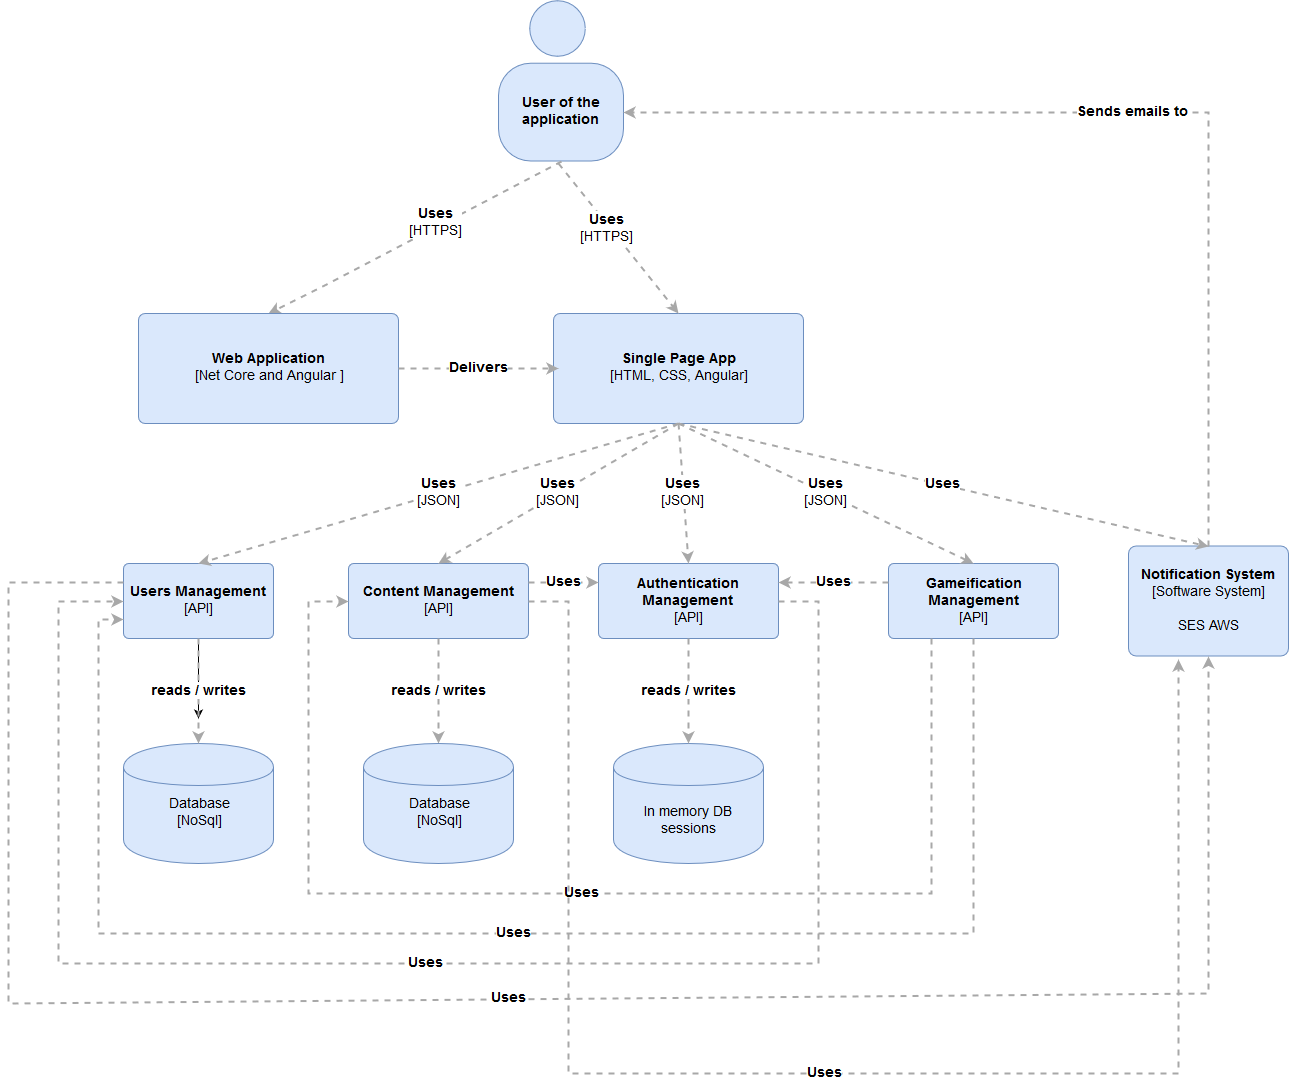 User of the
application
Sends emails to
Uses
[HTTPS]
Uses
[HTTPS]
Web Application
[Net Core and Angular ]
Delivers
Single Page App
[HTML, CSS, Angular]
Uses
[JSON]
Uses
[JSON]
Uses
[JSON]
Uses
[JSON]
Uses
Users Management
[API]
Content Management
[API]
Uses
Authentication
Management
[API]
Uses
Gameification
Management
[API]
Notification System
[Software System]
SES AWS
reads / writes
reads / writes
reads / writes
Database
[NoSql]
Database
[NoSql]
In memory DB
sessions
Uses
Uses
Uses
Uses
Uses